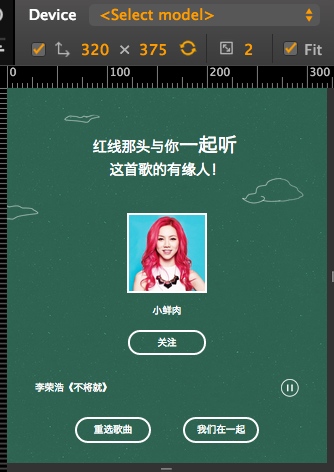 Device <Select model>
320 × 375 2 Fit
0 100 200 300
红线那头与你一起听
这首歌的有缘人！
小鲜肉
关注
李荣浩《不将就》
重选歌曲 我们在一起